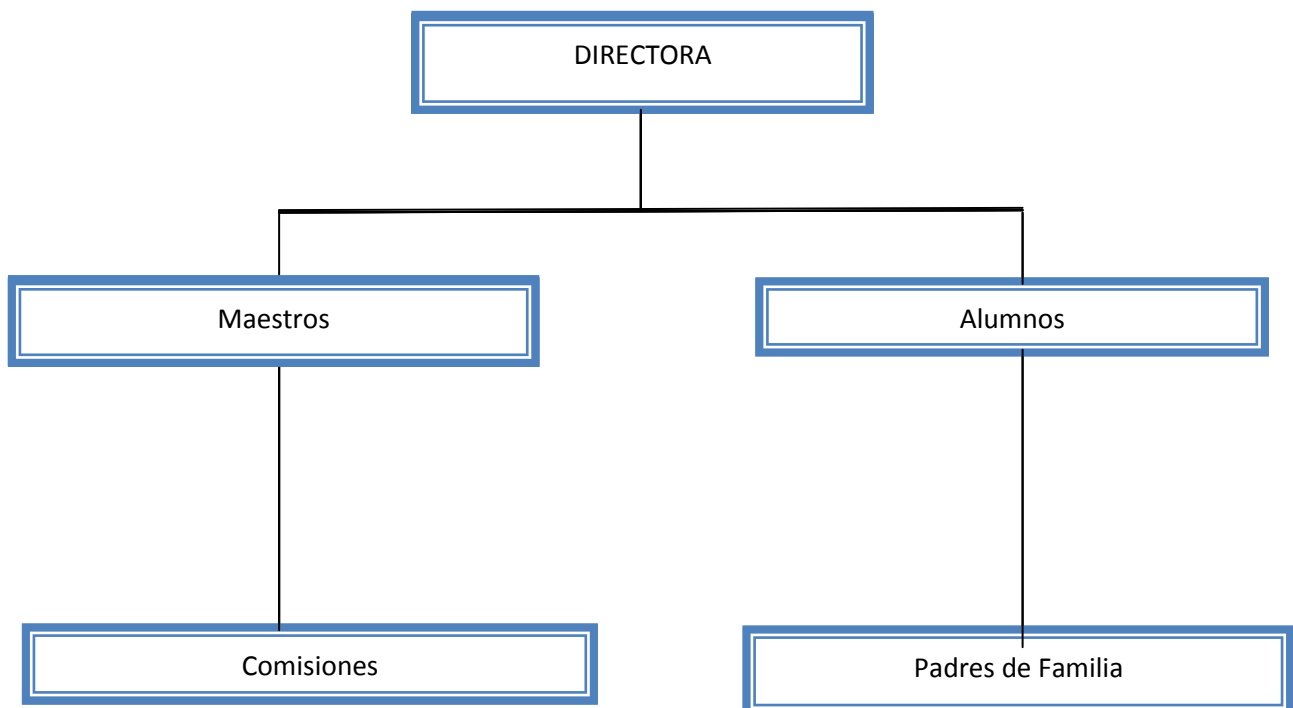 DIRECTORA
Maestros
Alumnos
Comisiones
Padres de Familia